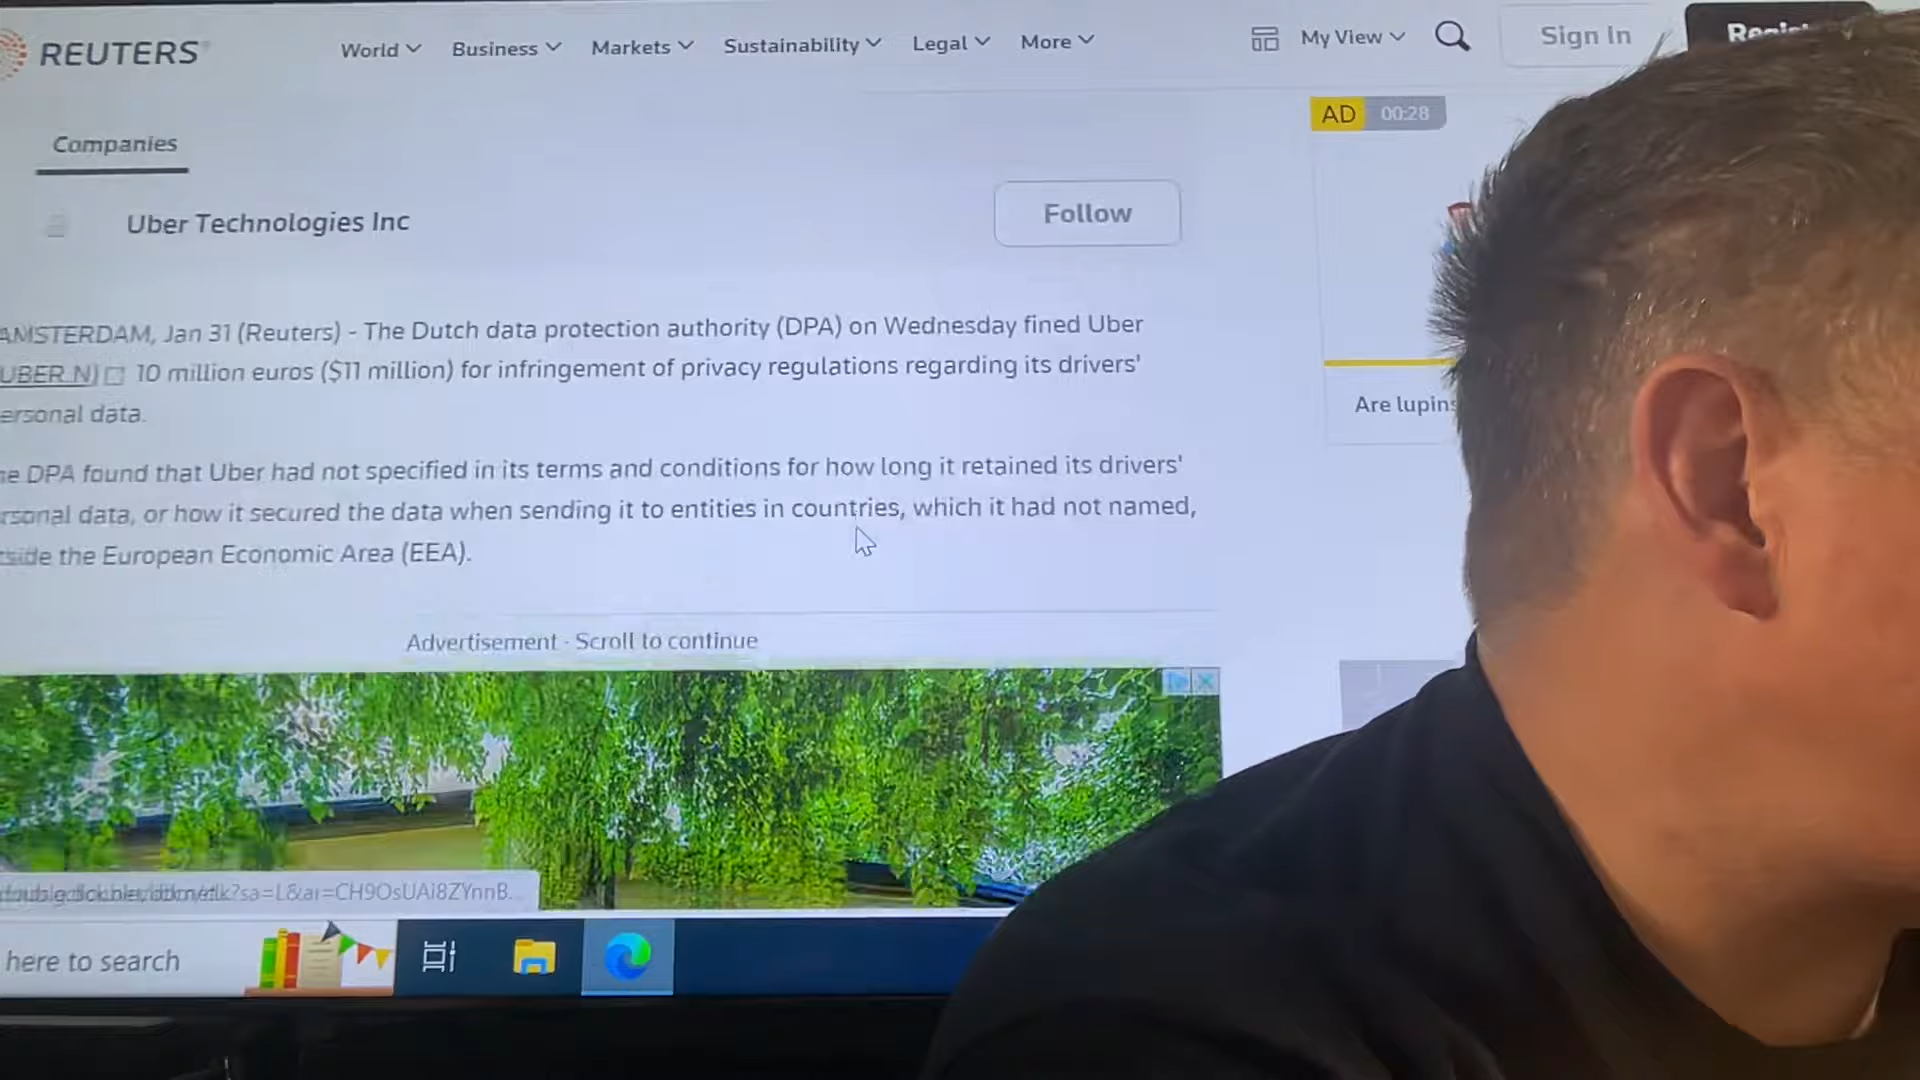 REUTERS
World Business Markets Sustainability Legal More My View Sign In
AD 00:28
Companies
Uber Technologies Inc
Follow
AMSTERDAM, Jan 31 (Reuters) - The Dutch data protection authority (DPA) on Wednesday fined Uber
UBER.N) 10 million euros ($11 million) for infringement of privacy regulations regarding its drivers'
ersonal data.
Are lupins
e DPA found that Uber had not specified in its terms and conditions for how long it retained its drivers'
rsonal data, or how it secured the data when sending it to entities in countries, which it had not named,
side the European Economic Area (EEA).
Advertisement - Scroll to continue
here to search